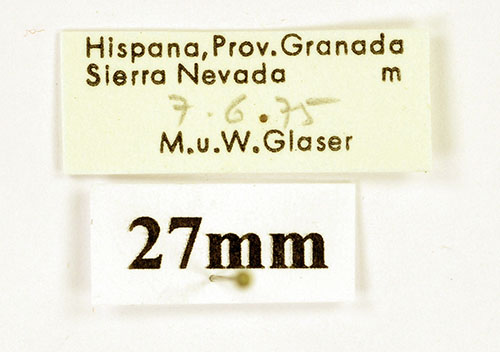 Hispana, Prov. Granada
Sierra Nevada m
7.6.75
M.u.W.Glaser
27mm